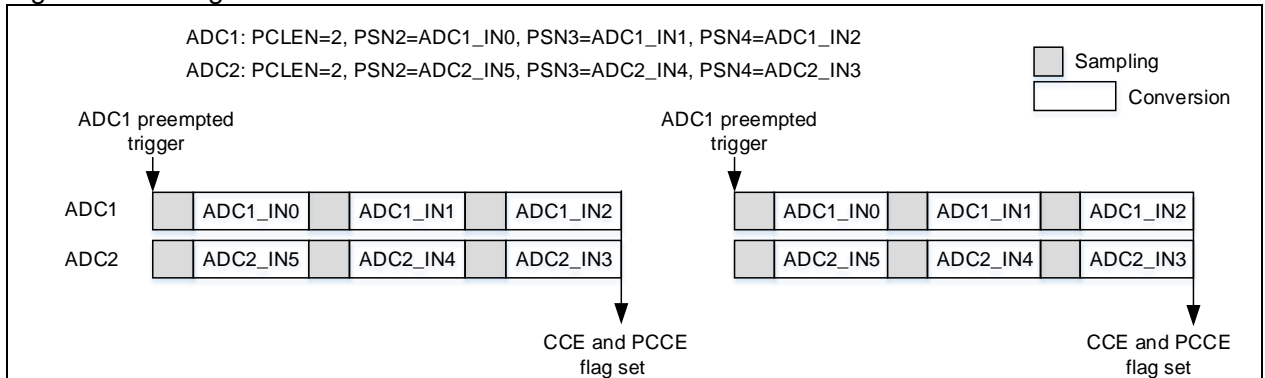 ADC1: PCLEN=2, PSN2=ADC1_IN0, PSN3=ADC1_IN1, PSN4=ADC1_IN2
ADC2: PCLEN=2, PSN2=ADC2_IN5, PSN3=ADC2_IN4, PSN4=ADC2_IN3
Sampling
Conversion
ADC1 preempted
trigger
ADC1 preempted
trigger
ADC1 ADC1_IN0 ADC1_IN1 ADC1_IN2 ADC1_IN0 ADC1_IN1 ADC1_IN2
ADC2 ADC2_IN5 ADC2_IN4 ADC2_IN3 ADC2_IN5 ADC2_IN4 ADC2_IN3
CCE and PCCE
flag set
CCE and PCCE
flag set